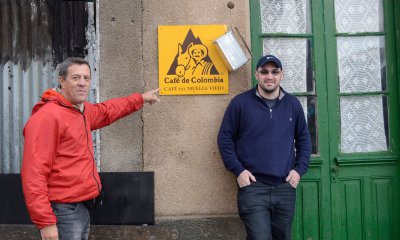 Café de Colombia
CAFÉ DEL MUELLE VIEJO